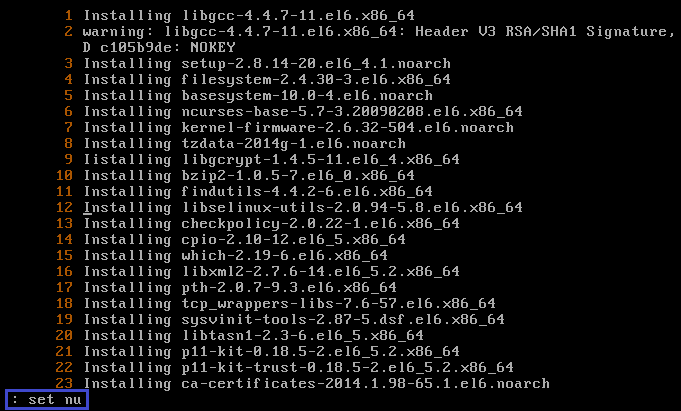 1 Installing libgcc-4.4.7-11.el6.x86_64
2 warning: libgcc-4.4.7-11.el6.x86_64: Header V3 RSA/SHA1 Signature,
D c105b9de: NOKEY
3 Installing setup-2.8.14-20.el6_4.1.noarch
4 Installing filesystem-2.4.30-3.el6.x86_64
5 Installing basesystem-10.0-4.el6.noarch
6 Installing ncurses-base-5.7-3.20090208.el6.x86_64
7 Installing kernel-firmware-2.6.32-504.el6.noarch
8 Installing tzdata-2014g-1.el6.noarch
9 Iistalling libgcrypt-1.4.5-11.el6_4.x86_64
10 Installing bzip2-1.0.5-7.el6_0.x86_64
11 Installing findutils-4.4.2-6.el6.x86_64
12 Installing libselinux-utils-2.0.94-5.8.el6.x86_64
13 Installing checkpolicy-2.0.22-1.el6.x86_64
14 Installing cpio-2.10-12.el6_5.x86_64
15 Installing which-2.19-6.el6.x86_64
16 Installing libxml2-2.7.6-14.el6_5.2.x86_64
17 Installing pth-2.0.7-9.3.el6.x86_64
18 Installing tcp_wrappers-libs-7.6-57.el6.x86_64
19 Installing sysvinit-tools-2.87-5.dsf.el6.x86_64
20 Installing libtasn1-2.3-6.el6_5.x86_64
21 Installing p11-kit-0.18.5-2.el6_5.2.x86_64
22 Installing p11-kit-trust-0.18.5-2.el6_5.2.x86_64
23 Installing ca-certificates-2014.1.98-65.1.el6.noarch
: set nu